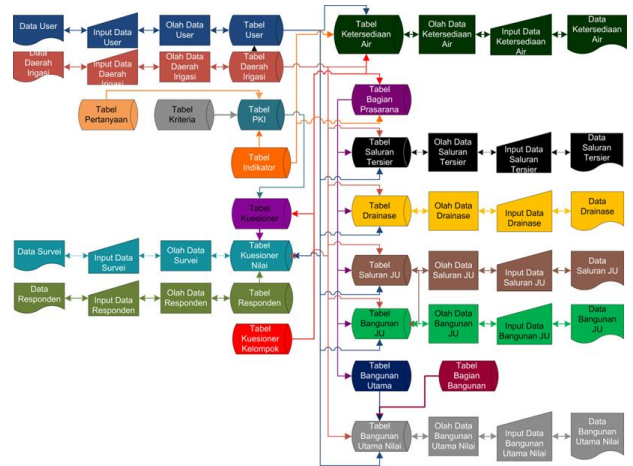 Data User
Input Data
User
Olah Data
User
Tabel
User
Data
Daerah
Irigasi
Input Data
Daerah
Irigasi
Olah Data
Daerah
Irigasi
Tabel
Daerah
Irigasi
Tabel
Pertanyaan
Tabel
Kriteria
Tabel
PKI
Tabel
Indikator
Tabel
Kuesioner
Data Survei
Input Data
Survei
Olah Data
Survei
Tabel
Kuesioner
Nilai
Data
Responden
Input Data
Responden
Olah Data
Responden
Tabel
Responden
Tabel
Kuesioner
Kelompok
Tabel
Ketersediaan
Air
Olah Data
Ketersediaan
Air
Input Data
Ketersediaan
Air
Data
Ketersediaan
Air
Tabel
Bagian
Prasarana
Tabel
Saluran
Tersier
Olah Data
Saluran
Tersier
Input Data
Saluran
Tersier
Data
Saluran
Tersier
Tabel
Drainase
Olah Data
Drainase
Input Data
Drainase
Data
Drainase
Tabel
Saluran JU
Olah Data
Saluran JU
Input Data
Saluran JU
Data
Saluran JU
Tabel
Bangunan
JU
Olah Data
Bangunan
JU
Input Data
Bangunan JU
Data
Bangunan
JU
Tabel
Bangunan
Utama
Tabel
Bagian
Bangunan
Tabel
Bangunan
Utama Nilai
Olah Data
Bangunan
Utama Nilai
Input Data
Bangunan
Utama Nilai
Data
Bangunan
Utama Nilai